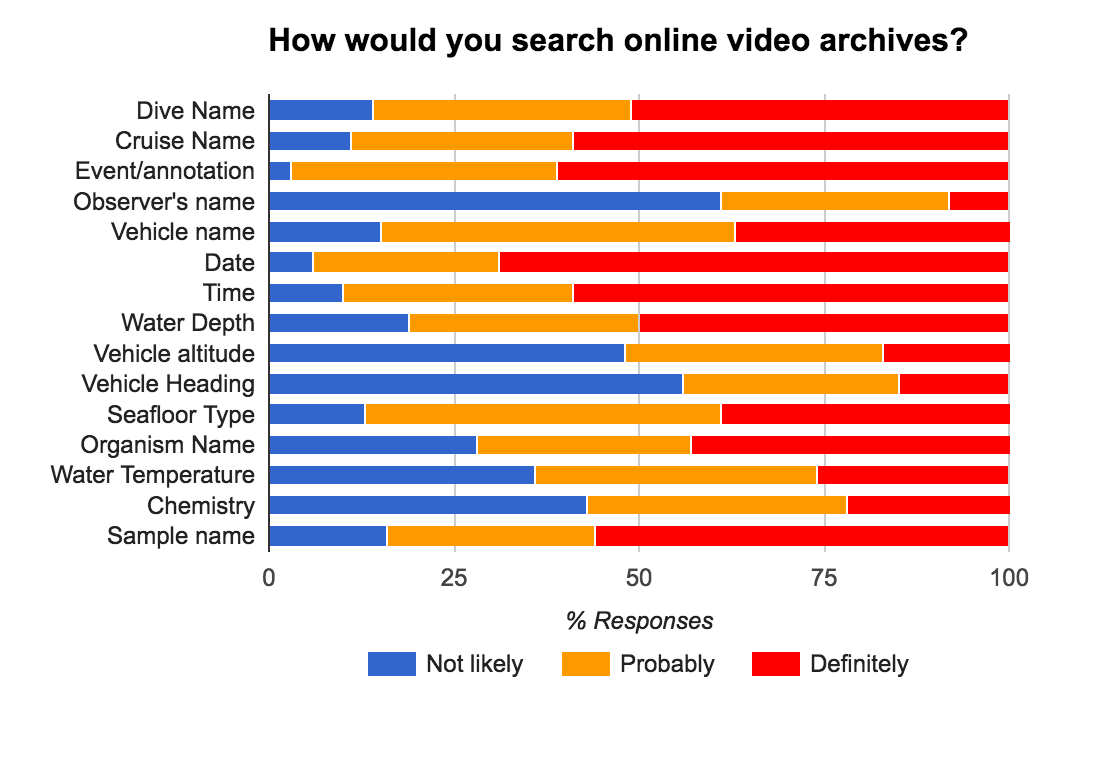 How would you search online video archives?
Dive Name
Cruise Name
Event/annotation
Observer's name
Vehicle name
Date
Time
Water Depth
Vehicle altitude
Vehicle Heading
Seafloor Type
Organism Name
Water Temperature
Chemistry
Sample name
0 25 50 75 100
% Responses
Not likely Probably Definitely